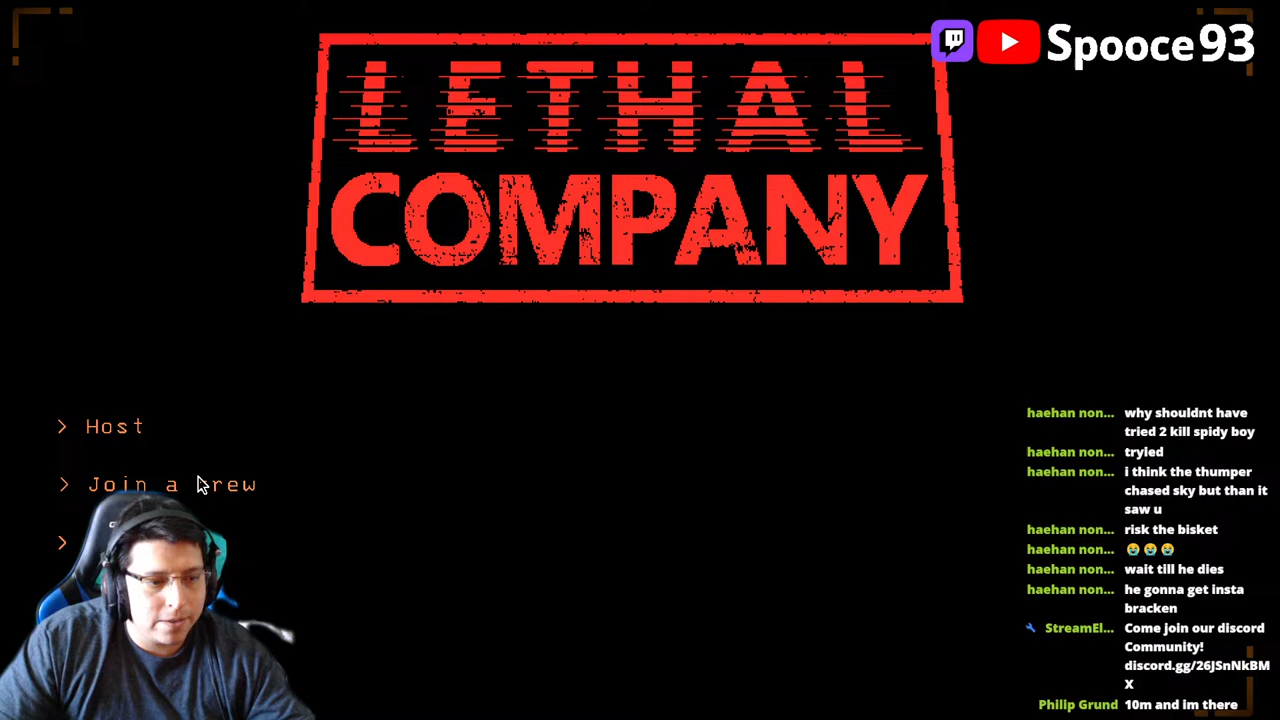 Spooce93
LETHAL
COMPANY
> Host
> Join a crew
>
haehan non... why shouldnt have
tried 2 kill spidy boy
haehan non... tryied
haehan non... i think the thumper
chased sky but than it
saw u
haehan non... risk the bisket
haehan non... 😭😭😭
haehan non... wait till he dies
haehan non... he gonna get insta
bracken
StreamEl... Come join our discord
Community!
discord.gg/26JSnNkBM
X
Philip Grund 10m and im there